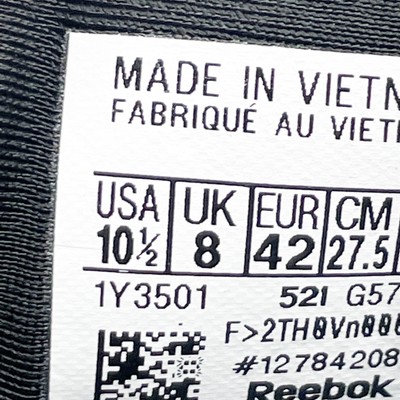 MADE IN VIETN
FABRIQUÉ AU VIET
USA UK EUR CM
10½ 8 42 27.5
1Y3501 521 G57
#12784208
Reebok